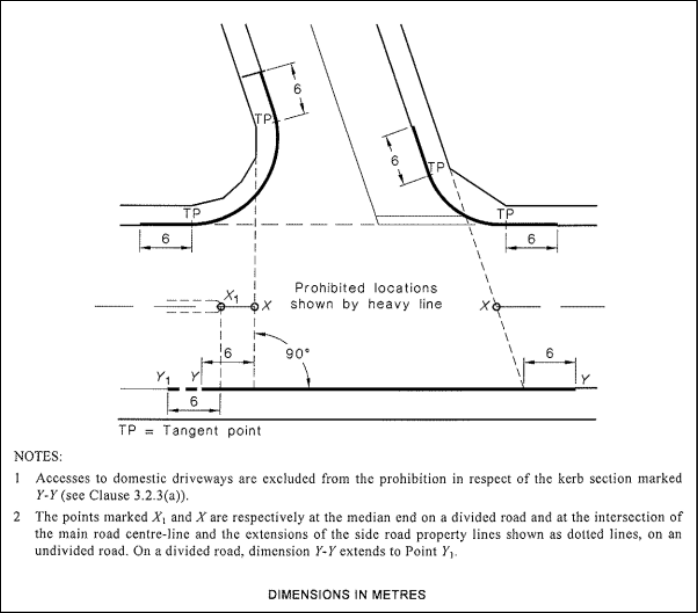 6
TP
6
TP
TP
TP
6
6
X₁
X
Prohibited locations
shown by heavy line
X
6
90°
6
Y₁
Y
Y
6
TP = Tangent point
NOTES:
1 Accesses to domestic driveways are excluded from the prohibition in respect of the kerb section marked
Y-Y (see Clause 3.2.3(a)).
2 The points marked X₁ and X are respectively at the median end on a divided road and at the intersection of
the main road centre-line and the extensions of the side road property lines shown as dotted lines, on an
undivided road. On a divided road, dimension Y-Y extends to Point Y₁.
DIMENSIONS IN METRES